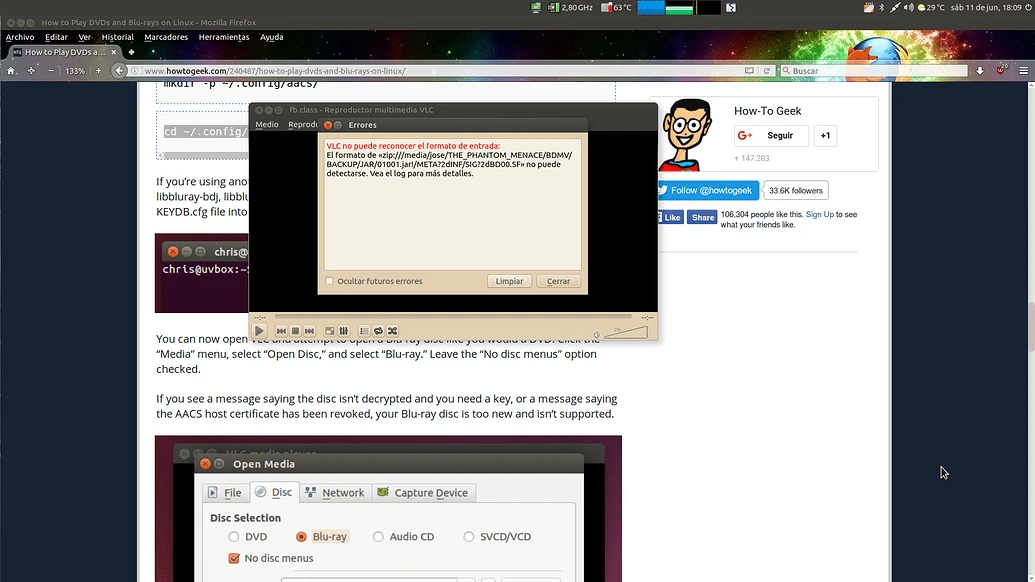 2,80GHz 63°C 29°C sáb 11 de jun, 18:09
How to Play DVDs and Blu-rays on Linux - Mozilla Firefox
Archivo Editar Ver Historial Marcadores Herramientas Ayuda
How to Play DVDs a...
133% www.howtogeek.com/240487/how-to-play-dvds-and-blu-rays-on-linux/ Buscar 20
mkdir -p ~/.config/aacs/
cd ~/.config/
If you’re using ano
libbluray-bdj, libblu
KEYDB.cfg file into
chris@
chris@uvbox:~$
fb.class - Reproductor multimedia VLC
Medio Reprodu
Errores
VLC no puede reconocer el formato de entrada:
El formato de «zip:///media/jose/THE_PHANTOM_MENACE/BDMV/
BACKUP/JAR/01001.jar!/META?2dINF/SIG?2dBD00.SF» no puede
detectarse. Vea el log para más detalles.
Ocultar futuros errores Limpiar Cerrar
--:-- --:--
0%
How-To Geek
G+ Seguir +1
+ 147.283
Follow @howtogeek 33.6K followers
Like Share 106,304 people like this. Sign Up to see
what your friends like.
You can now open VLC and attempt to open a Blu-ray disc like you would a DVD. Click the
“Media” menu, select “Open Disc,” and select “Blu-ray.” Leave the “No disc menus” option
checked.
If you see a message saying the disc isn’t decrypted and you need a key, or a message saying
the AACS host certificate has been revoked, your Blu-ray disc is too new and isn’t supported.
VLC media player
Open Media
File Disc Network Capture Device
Disc Selection
DVD Blu-ray Audio CD SVCD/VCD
No disc menus